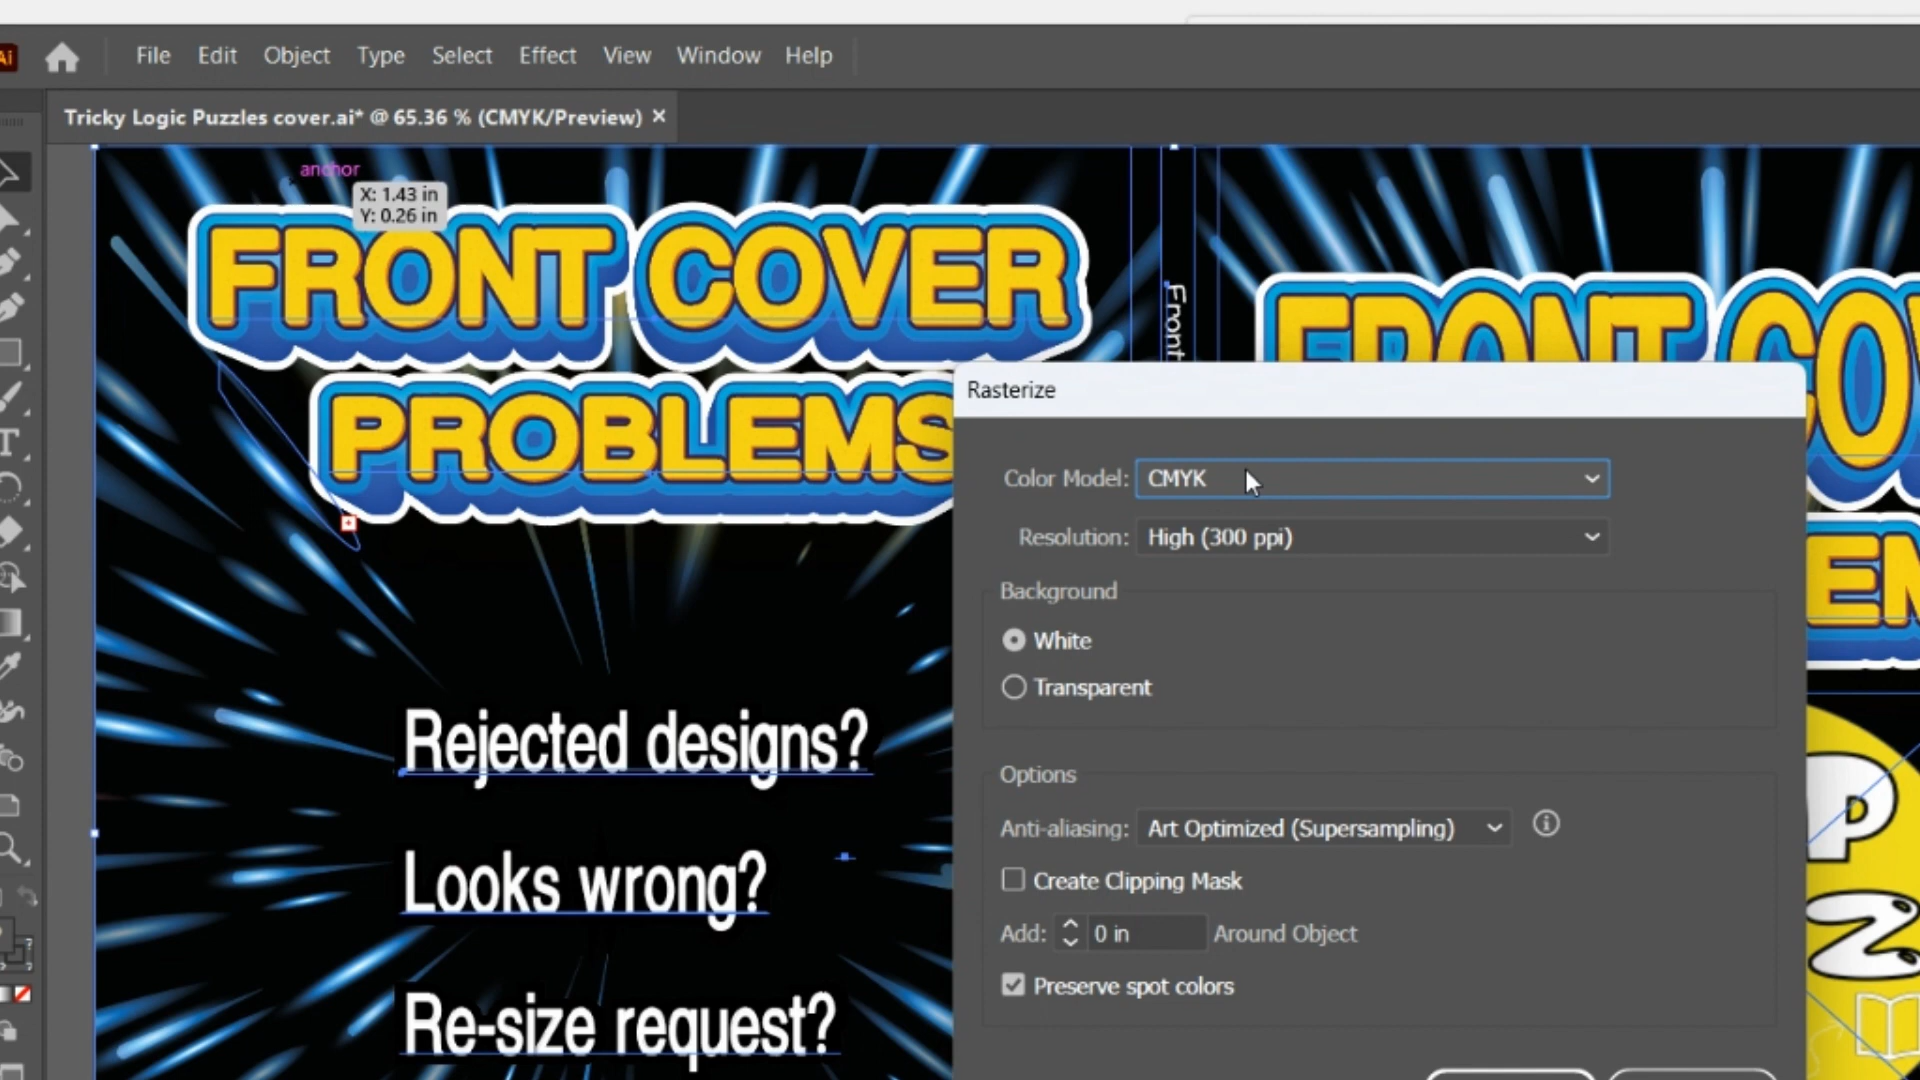 Ai File Edit Object Type Select Effect View Window Help
Tricky Logic Puzzles cover.ai* @ 65.36 % (CMYK/Preview) ×
anchor
X: 1.43 in
Y: 0.26 in
FRONT COVER
PROBLEMS
Rejected designs?
Looks wrong?
Re-size request?
Front
FRONT COV
EM
P
Z
Rasterize
Color Model: CMYK
Resolution: High (300 ppi)
Background
White
Transparent
Options
Anti-aliasing: Art Optimized (Supersampling)
Create Clipping Mask
Add: 0 in Around Object
Preserve spot colors